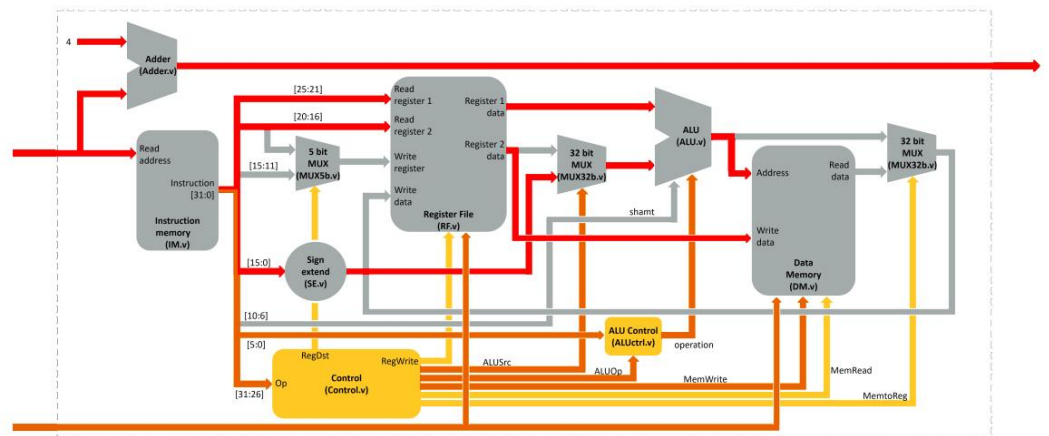 4
Adder
(Adder.v)
Read
address
Instruction
[31:0]
Instruction
memory
(IM.v)
[25:21]
[20:16]
[15:11]
5 bit
MUX
(MUX5b.v)
Read
register 1
Read
register 2
Write
register
Write
data
Register 1
data
Register 2
data
Register File
(RF.v)
32 bit
MUX
(MUX32b.v)
ALU
(ALU.v)
shamt
Address
Read
data
Write
data
Data
Memory
(DM.v)
32 bit
MUX
(MUX32b.v)
[15:0]
Sign
extend
(SE.v)
[10:6]
[5:0]
ALU Control
(ALUctrl.v)
operation
RegDst
RegWrite
Op
Control
(Control.v)
[31:26]
ALUSrc
ALUOp
MemWrite
MemRead
MemtoReg